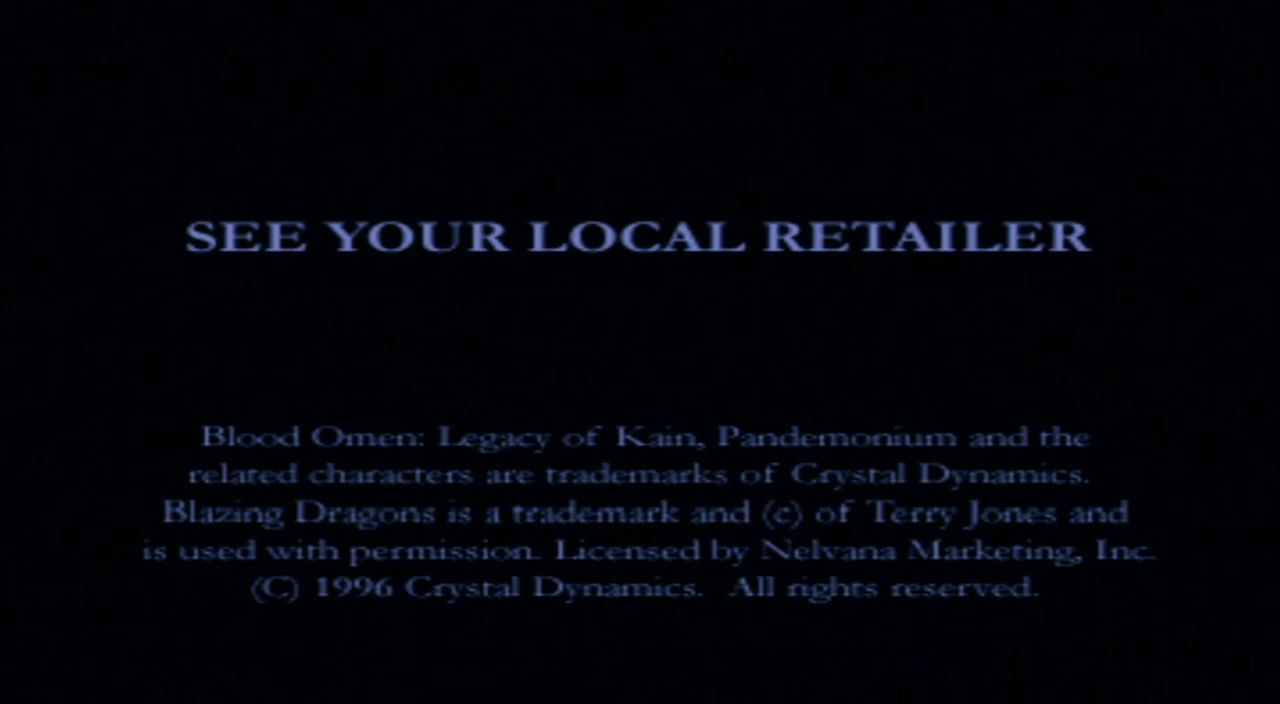 SEE YOUR LOCAL RETAILER
Blood Omen: Legacy of Kain, Pandemonium and the
related characters are trademarks of Crystal Dynamics.
Blazing Dragons is a trademark and (c) of Terry Jones and
is used with permission. Licensed by Nelvana Marketing, Inc.
(C) 1996 Crystal Dynamics. All rights reserved.